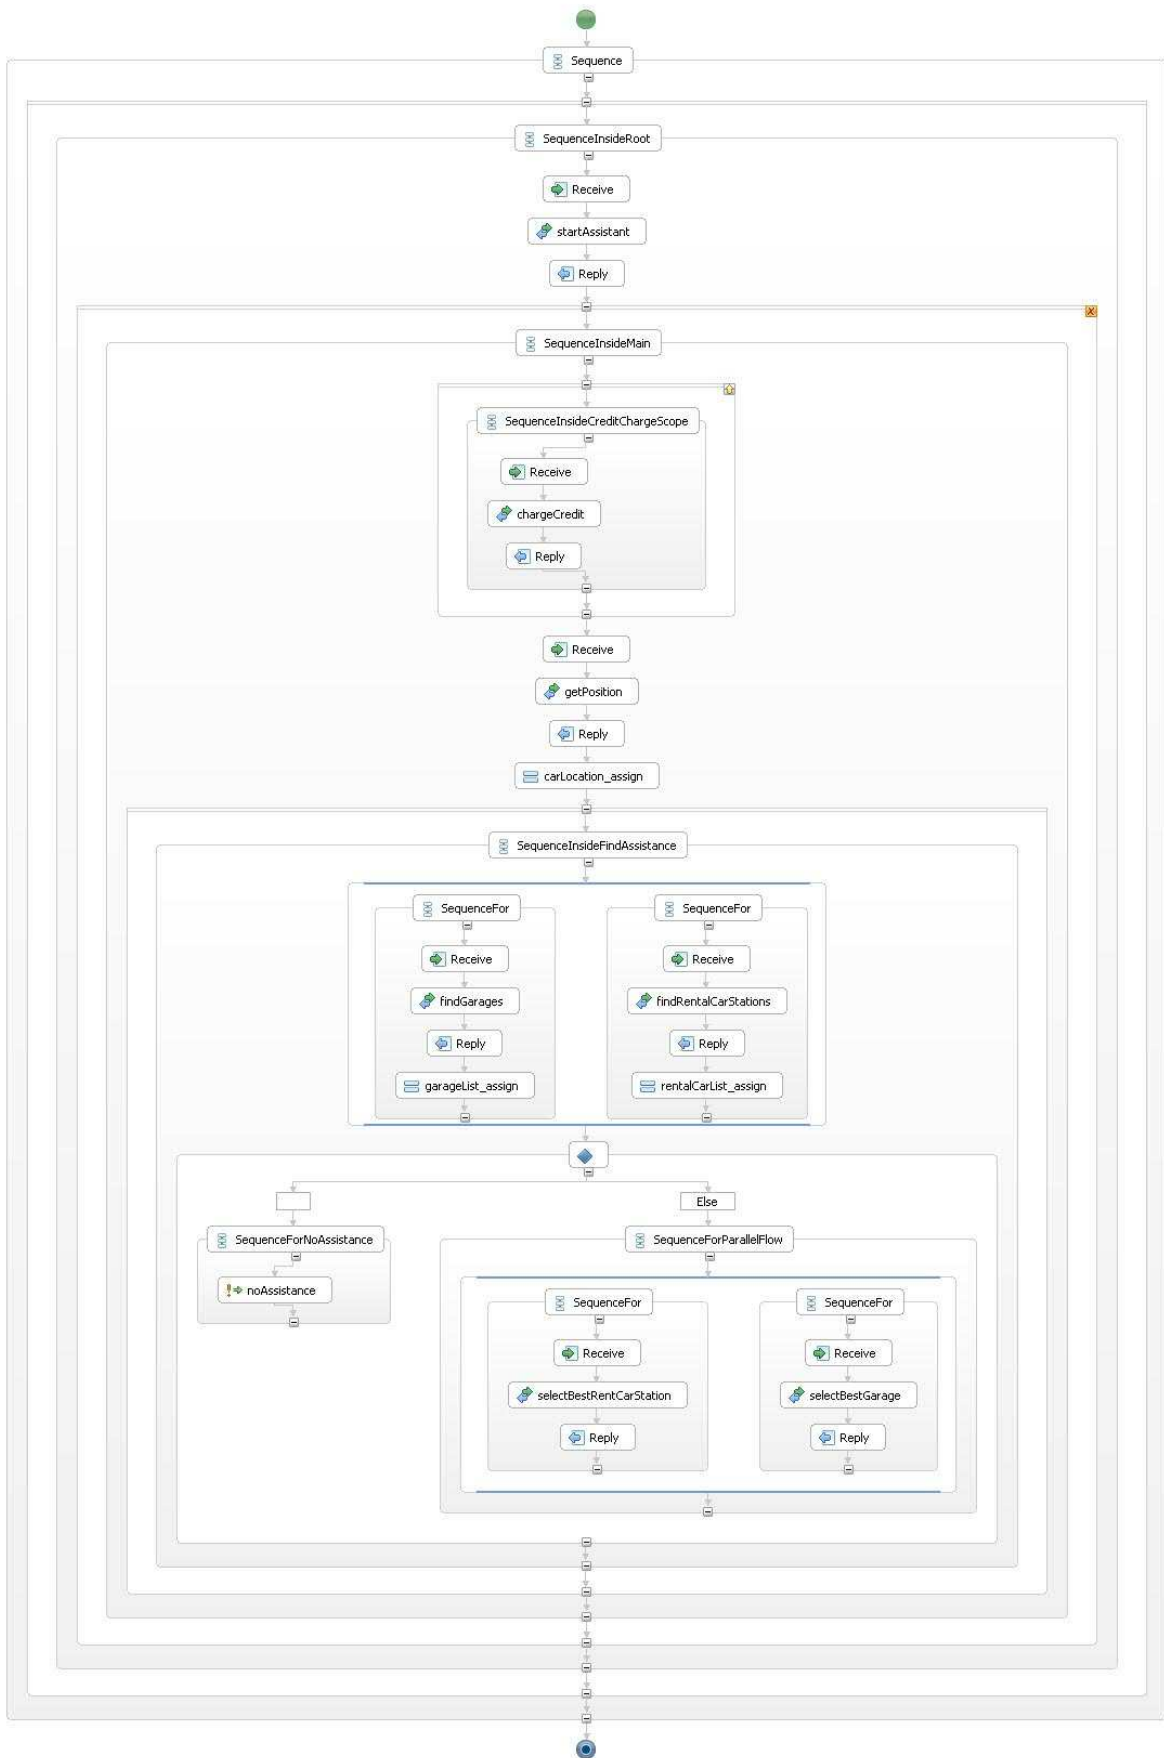 Sequence
SequenceInsideRoot
Receive
startAssistant
Reply
X
SequenceInsideMain
SequenceInsideCreditChargeScope
Receive
chargeCredit
Reply
Receive
getPosition
Reply
carLocation_assign
SequenceInsideFindAssistance
SequenceFor
Receive
findGarages
Reply
garageList_assign
SequenceFor
Receive
findRentalCarStations
Reply
rentalCarList_assign
Else
SequenceForNoAssistance
noAssistance
SequenceForParallelFlow
SequenceFor
Receive
selectBestRentCarStation
Reply
SequenceFor
Receive
selectBestGarage
Reply